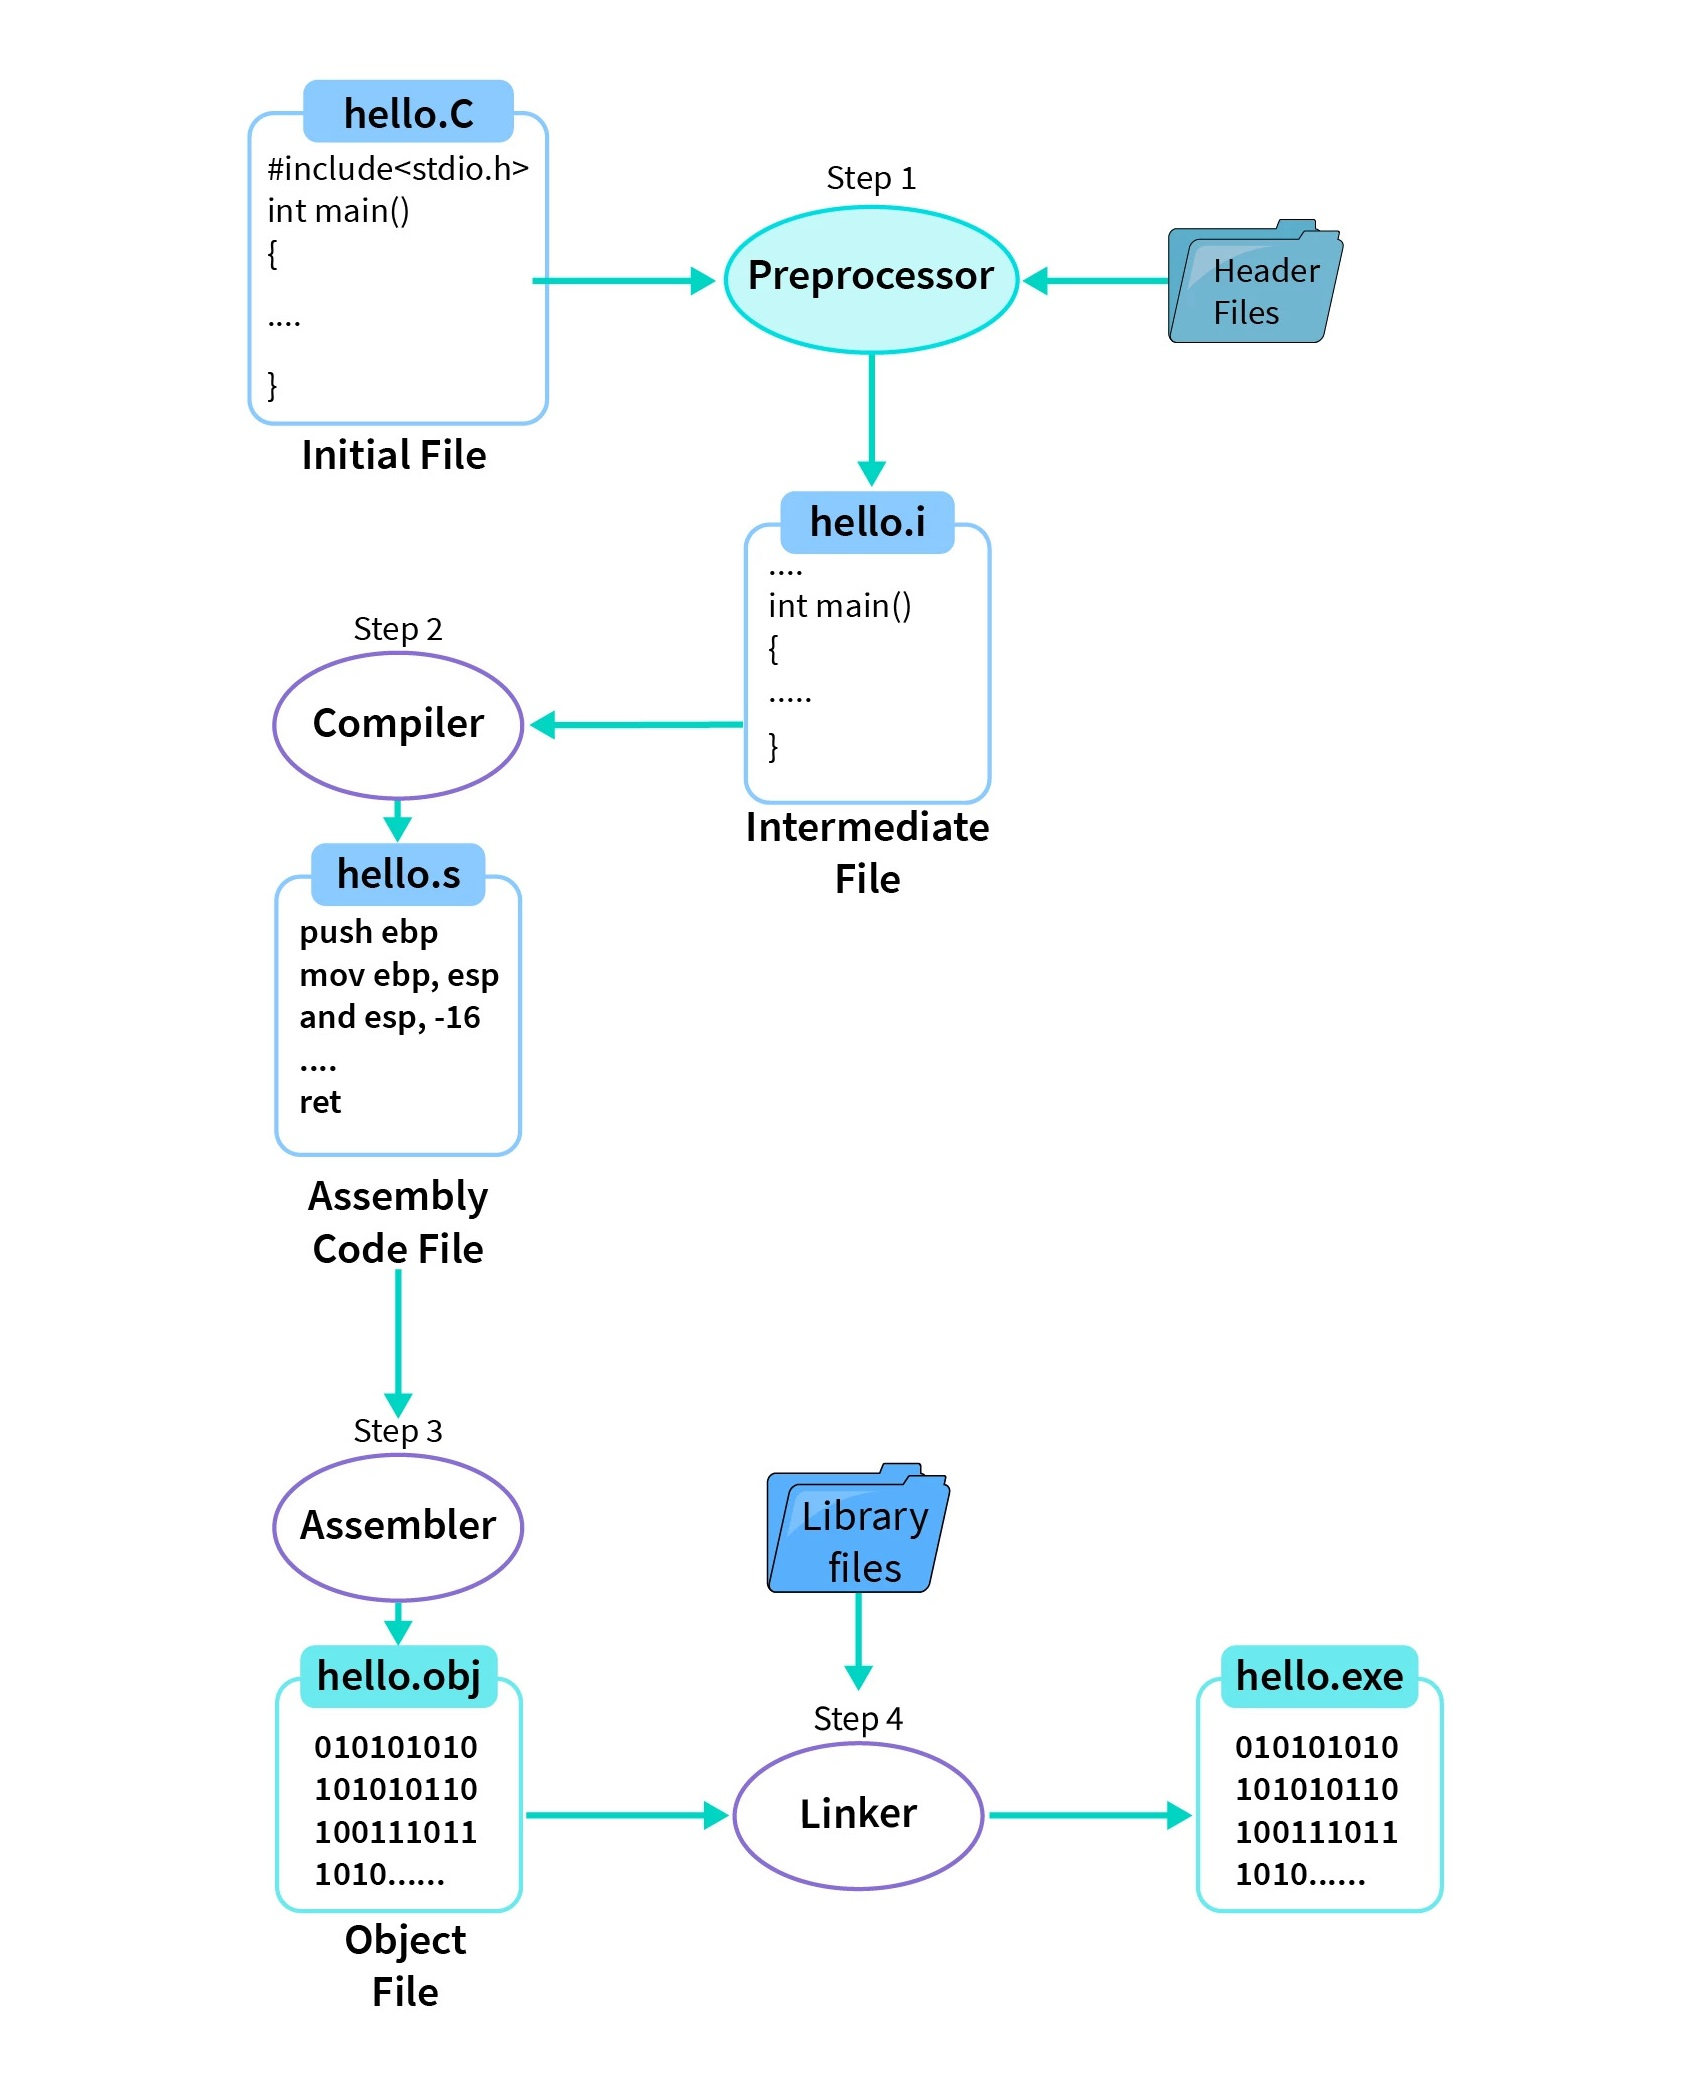 hello.C
#include<stdio.h>
int main()
{
....
}
Initial File
Step 1
Preprocessor
Header
Files
hello.i
....
int main()
{
.....
}
Intermediate
File
Step 2
Compiler
hello.s
push ebp
mov ebp, esp
and esp, -16
....
ret
Assembly
Code File
Step 3
Assembler
hello.obj
010101010
101010110
100111011
1010......
Object
File
Library
files
Step 4
Linker
hello.exe
010101010
101010110
100111011
1010......